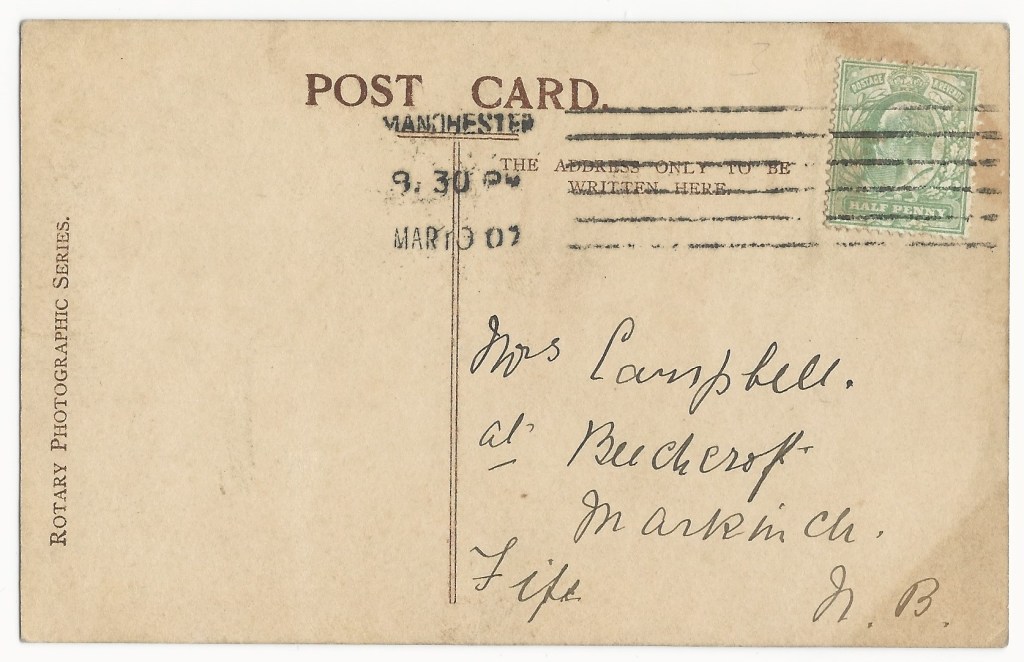 POST CARD.
MANCHESTER
THE ADDRESS ONLY TO BE
WRITTEN HERE.
9. 30 PM
MAR 19 07
POSTAGE REVENUE
HALF PENNY
ROTARY PHOTOGRAPHIC SERIES.
Mrs Campbell.
at Beechcroft
Markinch.
Fife
N. B.